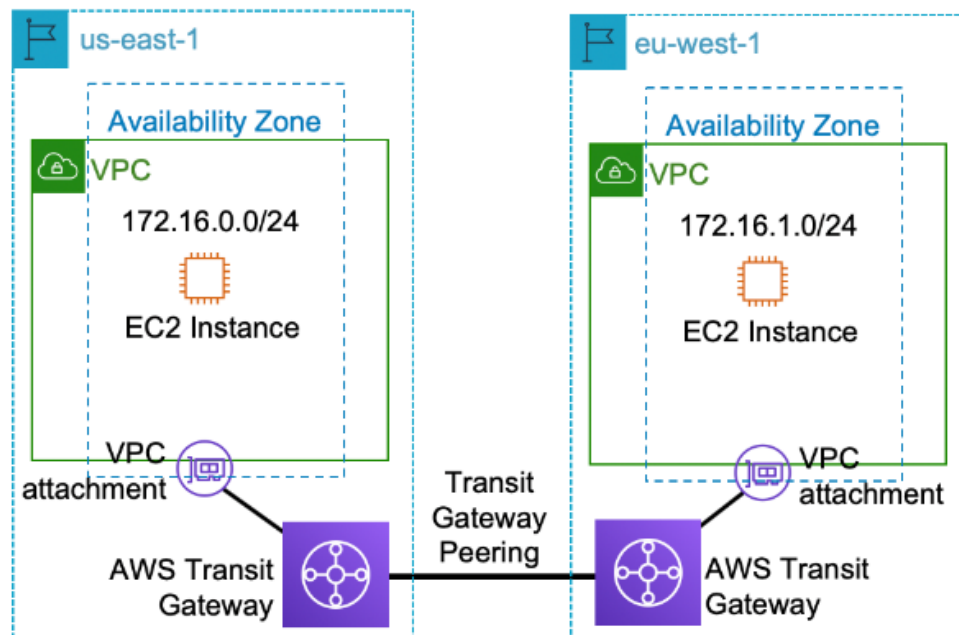 us-east-1
Availability Zone
VPC
172.16.0.0/24
EC2 Instance
VPC
attachment
AWS Transit
Gateway
Transit
Gateway
Peering
eu-west-1
Availability Zone
VPC
172.16.1.0/24
EC2 Instance
VPC
attachment
AWS Transit
Gateway